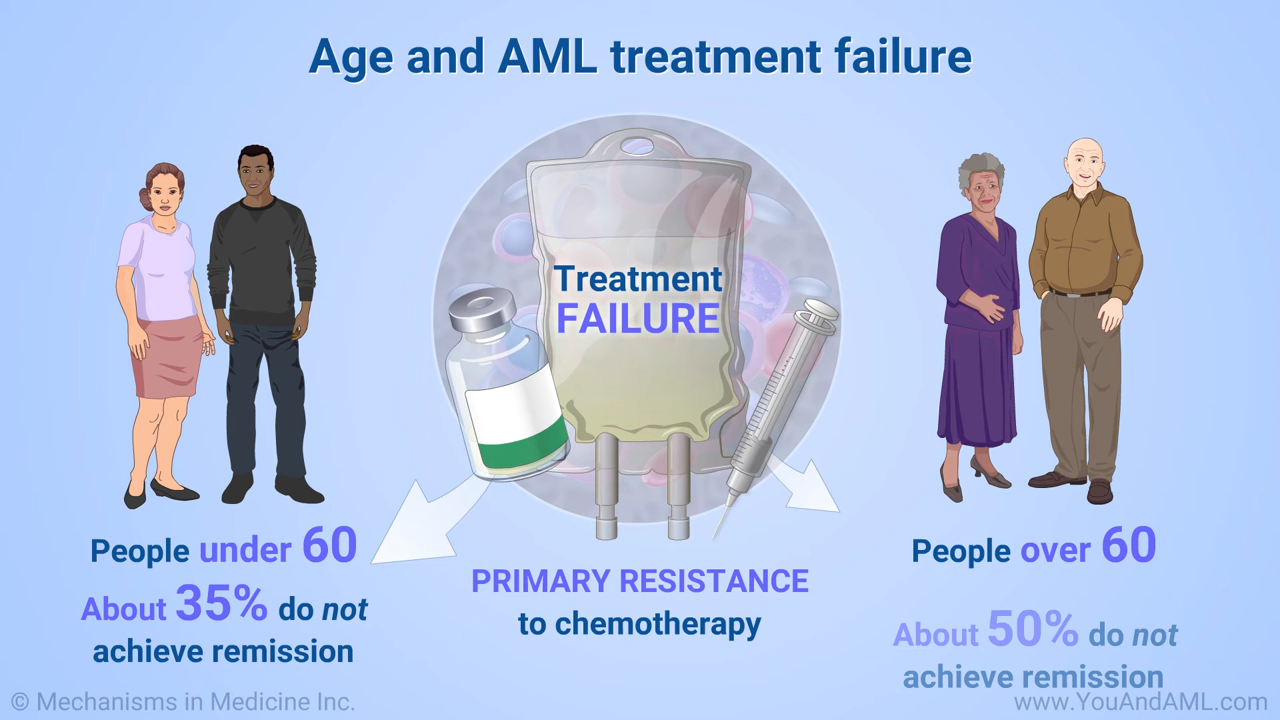 Age and AML treatment failure
Treatment
FAILURE
People under 60
About 35% do not
achieve remission
PRIMARY RESISTANCE
to chemotherapy
People over 60
About 50% do not
achieve remission
© Mechanisms in Medicine Inc.
www.YouAndAML.com